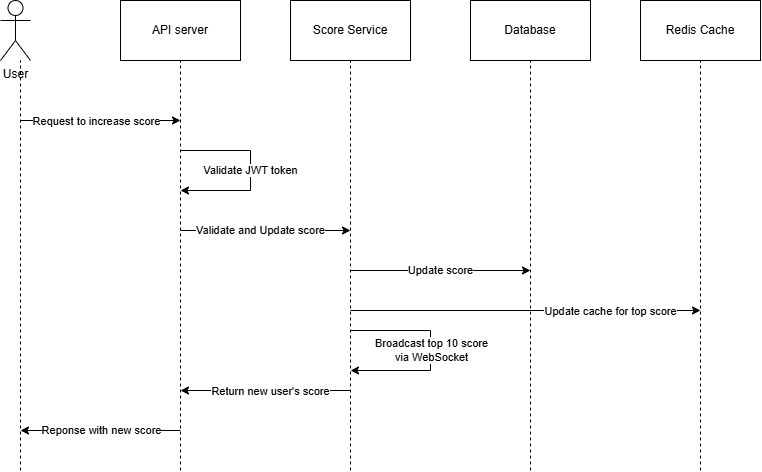 API server
Score Service
Database
Redis Cache
User
Request to increase score
Validate JWT token
Validate and Update score
Update score
Update cache for top score
Broadcast top 10 score
via WebSocket
Return new user's score
Reponse with new score